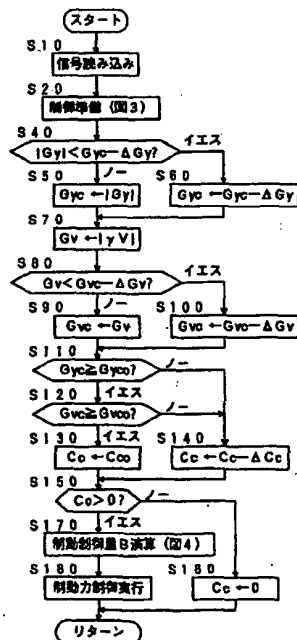 スタート
S10
信号読み込み
S20
制御準備(図3)
S40
|Gy|<Gyc−ΔGy?
イエス
ノー
S50
Gyc←|Gy|
S60
Gyc←Gyc−ΔGy
S70
Gv←|γV|
S80
Gv<Gvc−ΔGv?
イエス
ノー
S90
Gvc←Gv
S100
Gvc←Gvc−ΔGv
S110
Gyc≧Gyco?
ノー
イエス
S120
Gvc≧Gvco?
ノー
イエス
S130
Cc←Cco
S140
Cc←Cc−ΔCc
S150
Cc>0?
ノー
イエス
S170
制動制御量B演算(図4)
S180
制動力制御実行
S160
Cc←0
リターン